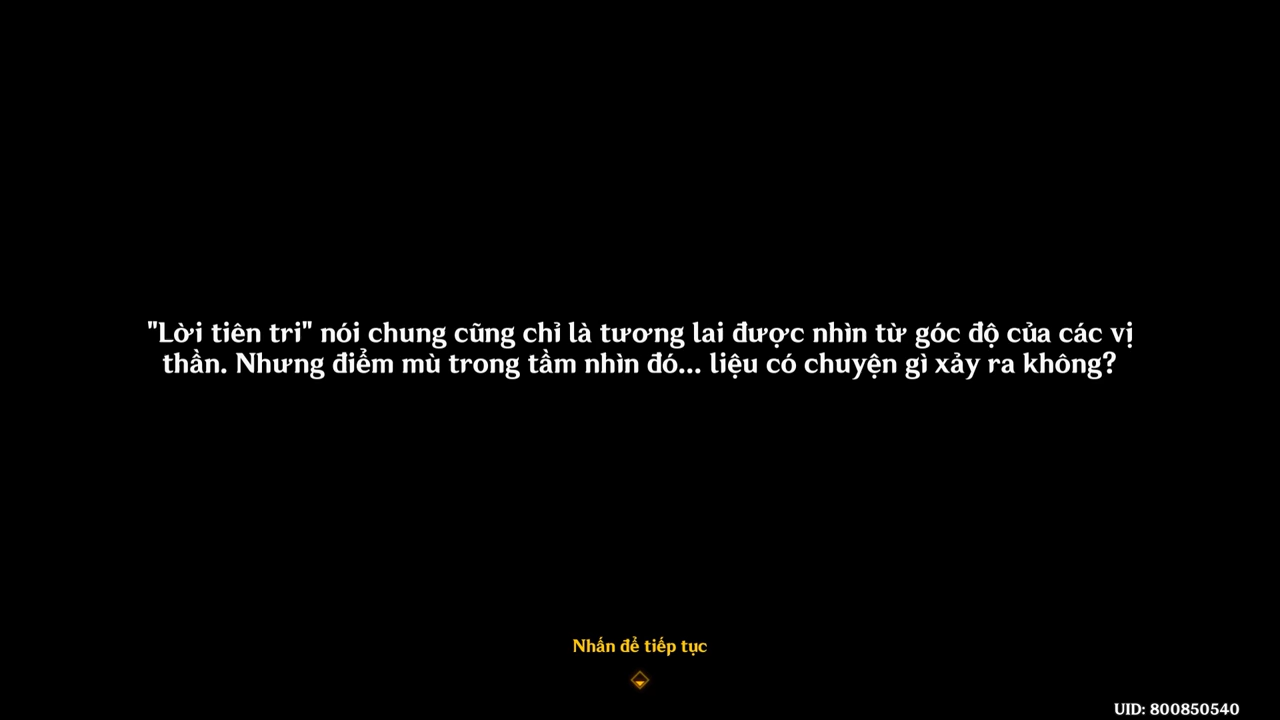 "Lời tiên tri" nói chung cũng chỉ là tương lai được nhìn từ góc độ của các vị
thần. Nhưng điểm mù trong tầm nhìn đó... liệu có chuyện gì xảy ra không?
Nhấn để tiếp tục
UID: 800850540